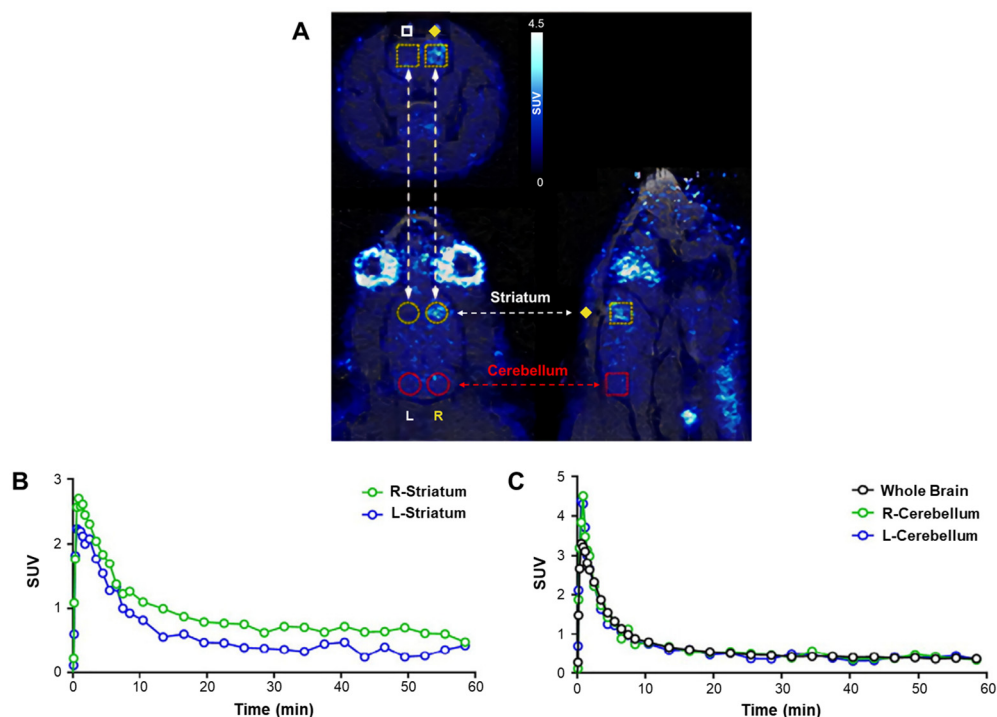 A
4.5
SUV
0
Striatum
Cerebellum
L R
B
3
2
1
0
SUV
R-Striatum
L-Striatum
0 10 20 30 40 50 60
Time (min)
C
5
4
3
2
1
0
SUV
Whole Brain
R-Cerebellum
L-Cerebellum
0 10 20 30 40 50 60
Time (min)